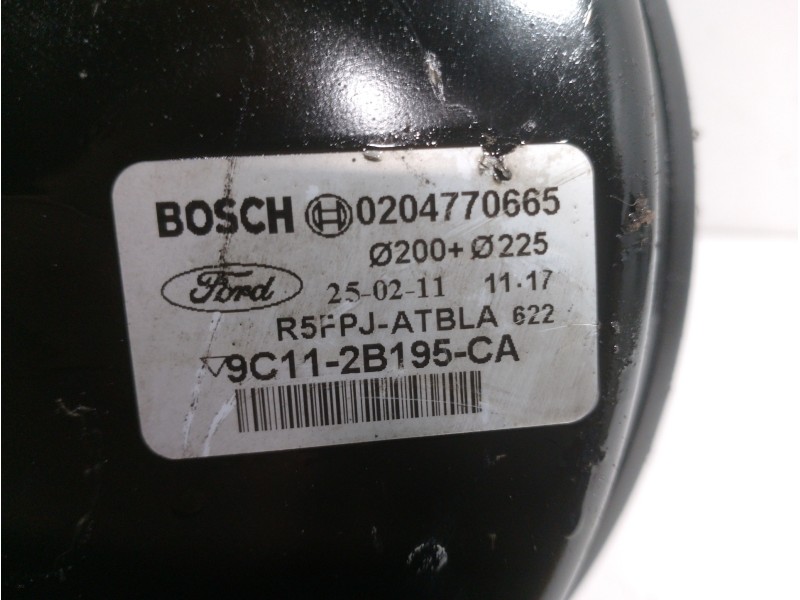 BOSCH 0204770665
Ø200+Ø225
Ford 25-02-11 11.17
R5FPJ-ATBLA 622
▽9C11-2B195-CA